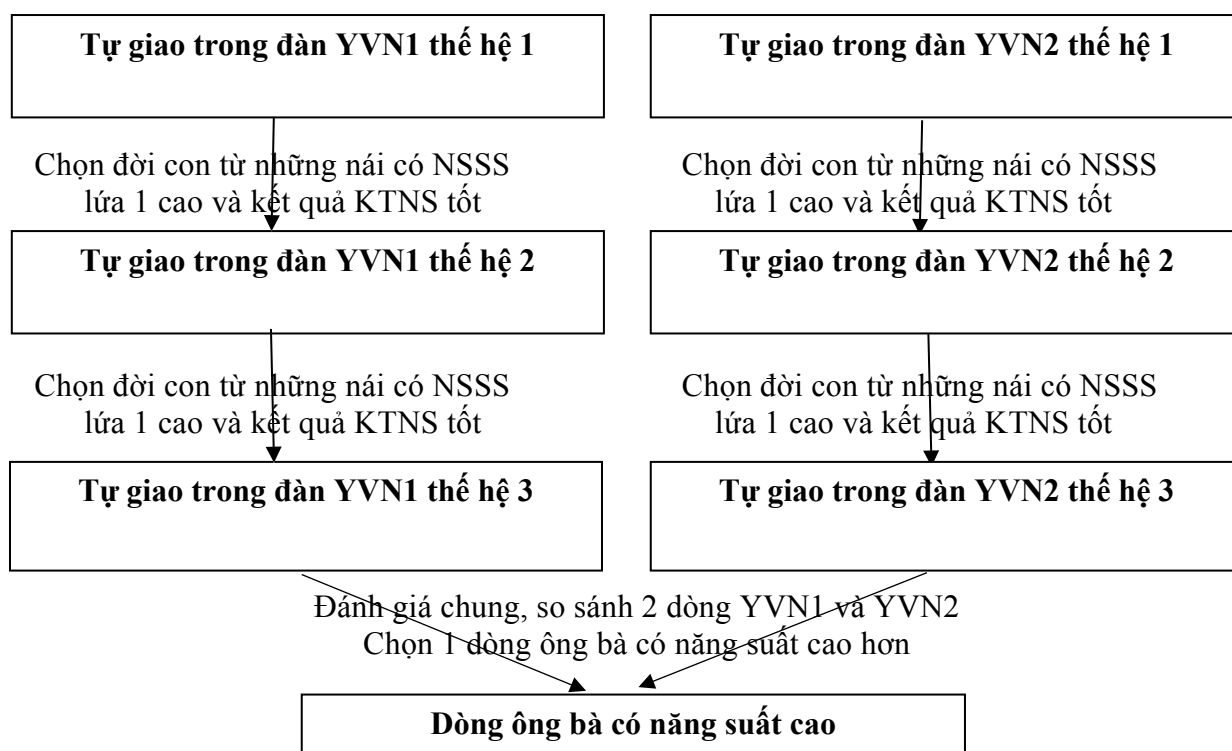 Tự giao trong đàn YVN1 thế hệ 1
Tự giao trong đàn YVN2 thế hệ 1
Chọn đời con từ những nái có NSSS
lứa 1 cao và kết quả KTNS tốt
Chọn đời con từ những nái có NSSS
lứa 1 cao và kết quả KTNS tốt
Tự giao trong đàn YVN1 thế hệ 2
Tự giao trong đàn YVN2 thế hệ 2
Chọn đời con từ những nái có NSSS
lứa 1 cao và kết quả KTNS tốt
Chọn đời con từ những nái có NSSS
lứa 1 cao và kết quả KTNS tốt
Tự giao trong đàn YVN1 thế hệ 3
Tự giao trong đàn YVN2 thế hệ 3
Đánh giá chung, so sánh 2 dòng YVN1 và YVN2
Chọn 1 dòng ông bà có năng suất cao hơn
Dòng ông bà có năng suất cao